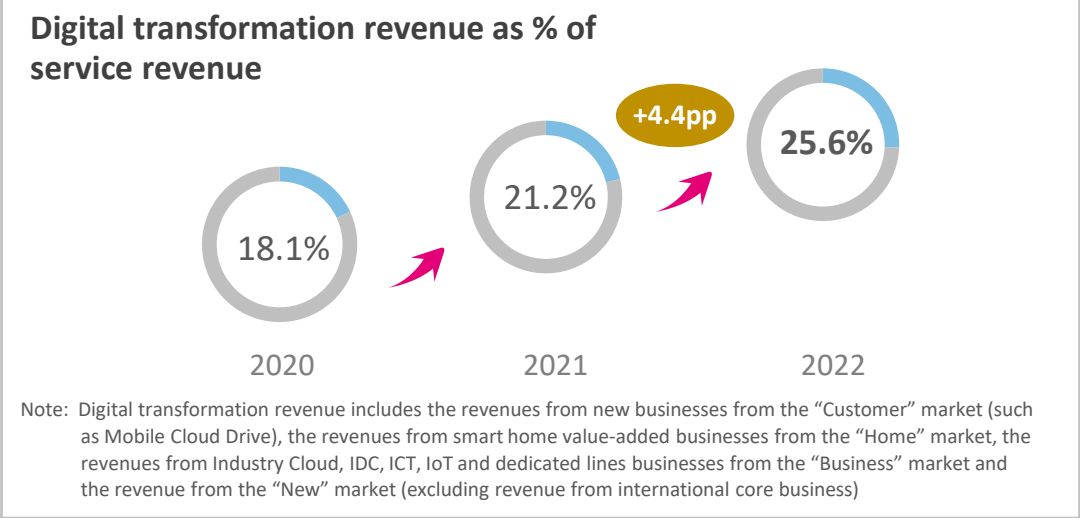 Digital transformation revenue as % of
service revenue
+4.4pp
25.6%
21.2%
18.1%
2020
2021
2022
Note: Digital transformation revenue includes the revenues from new businesses from the “Customer” market (such
as Mobile Cloud Drive), the revenues from smart home value-added businesses from the “Home” market, the
revenues from Industry Cloud, IDC, ICT, IoT and dedicated lines businesses from the “Business” market and
the revenue from the “New” market (excluding revenue from international core business)